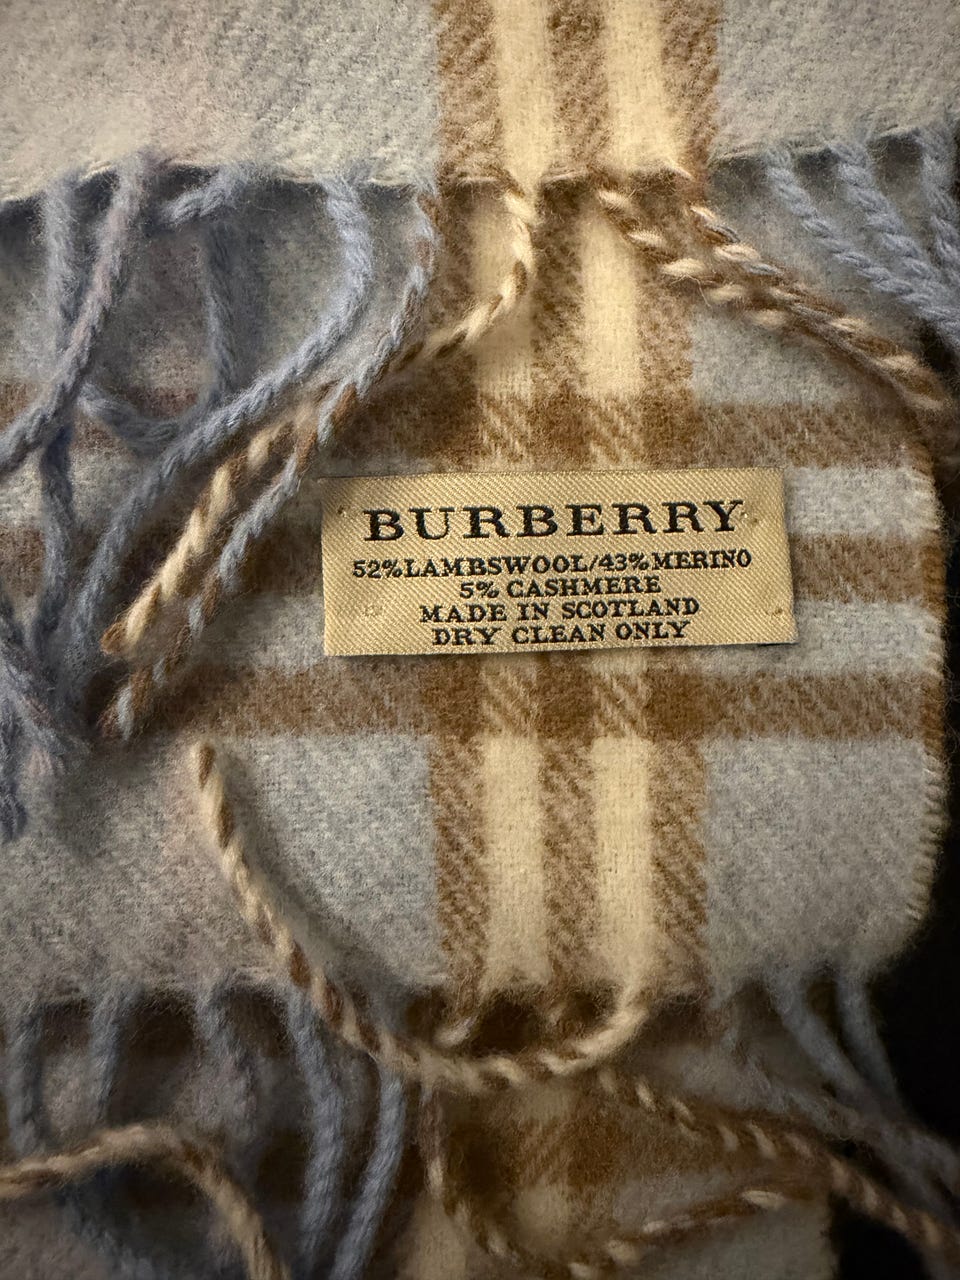 BURBERRY
52%LAMBSWOOL/43%MERINO
5% CASHMERE
MADE IN SCOTLAND
DRY CLEAN ONLY